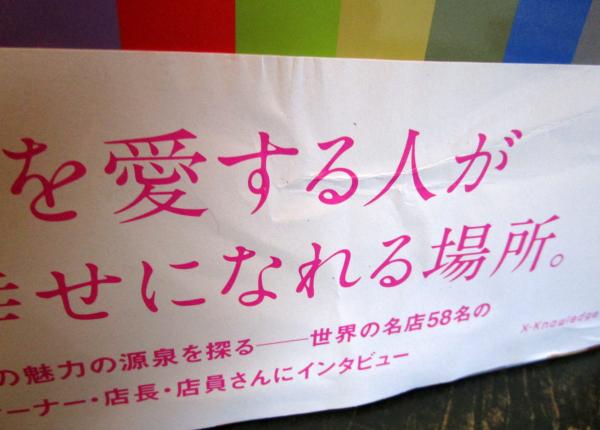 を愛する人が
幸せになれる場所。
の魅力の源泉を探る──世界の名店58名の
オーナー・店長・店員さんにインタビュー
X-Knowledge